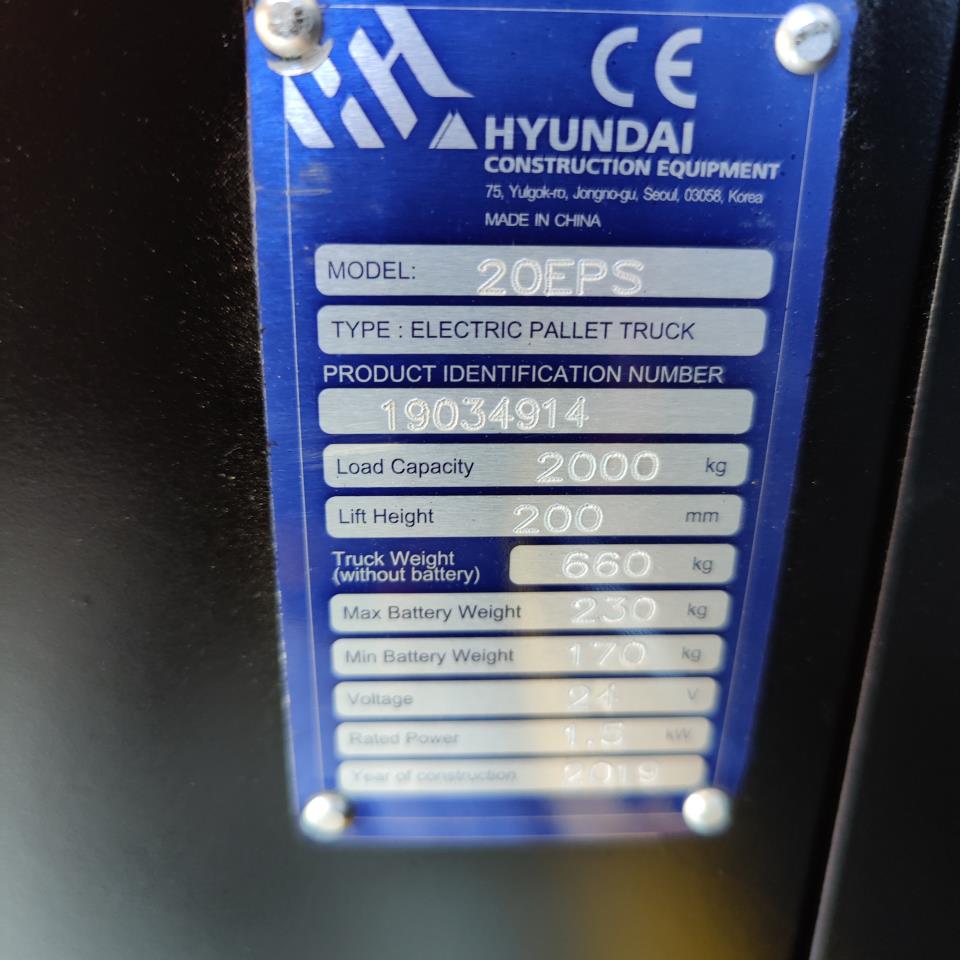 CE
HYUNDAI
CONSTRUCTION EQUIPMENT
75, Yulgok-ro, Jongno-gu, Seoul, 03058, Korea
MADE IN CHINA
MODEL: 20EPS
TYPE : ELECTRIC PALLET TRUCK
PRODUCT IDENTIFICATION NUMBER
19034914
Load Capacity 2000 kg
Lift Height 200 mm
Truck Weight
(without battery) 660 kg
Max Battery Weight 230 kg
Min Battery Weight 170 kg
Voltage 24 V
Rated Power 1.5 kW
Year of construction 2019